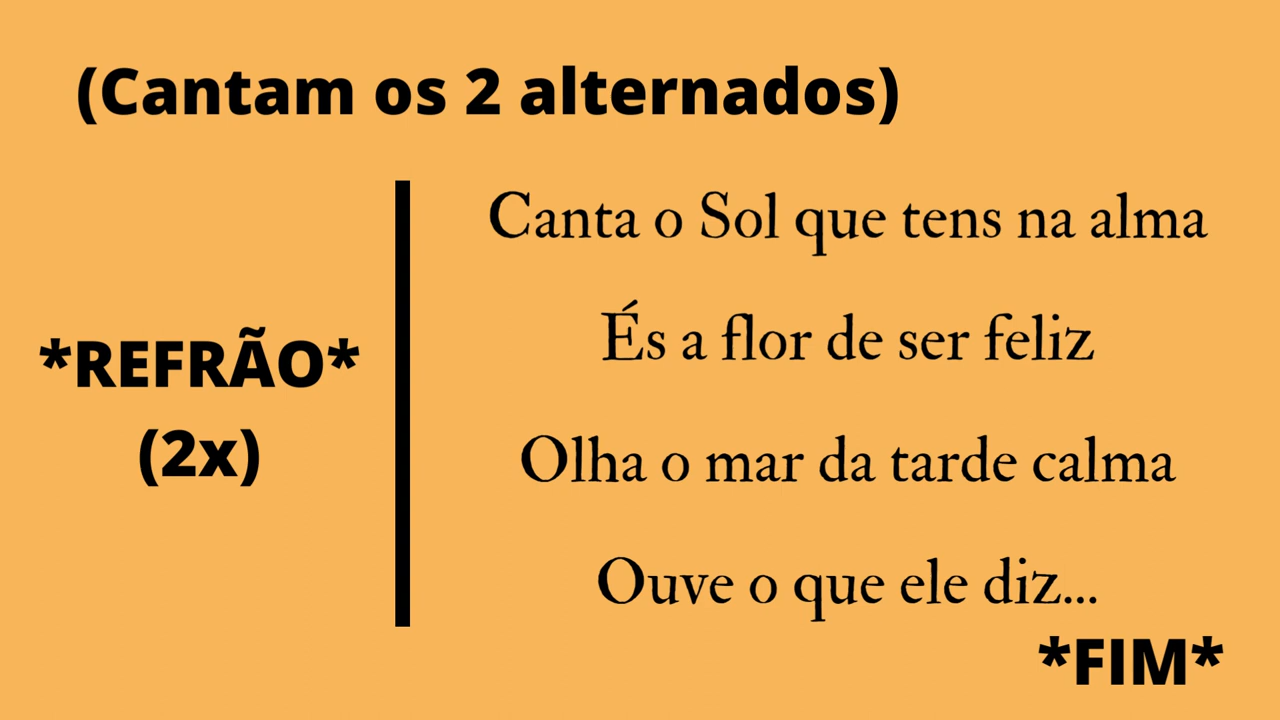 (Cantam os 2 alternados)
*REFRÃO*
(2x)
Canta o Sol que tens na alma
És a flor de ser feliz
Olha o mar da tarde calma
Ouve o que ele diz...
*FIM*